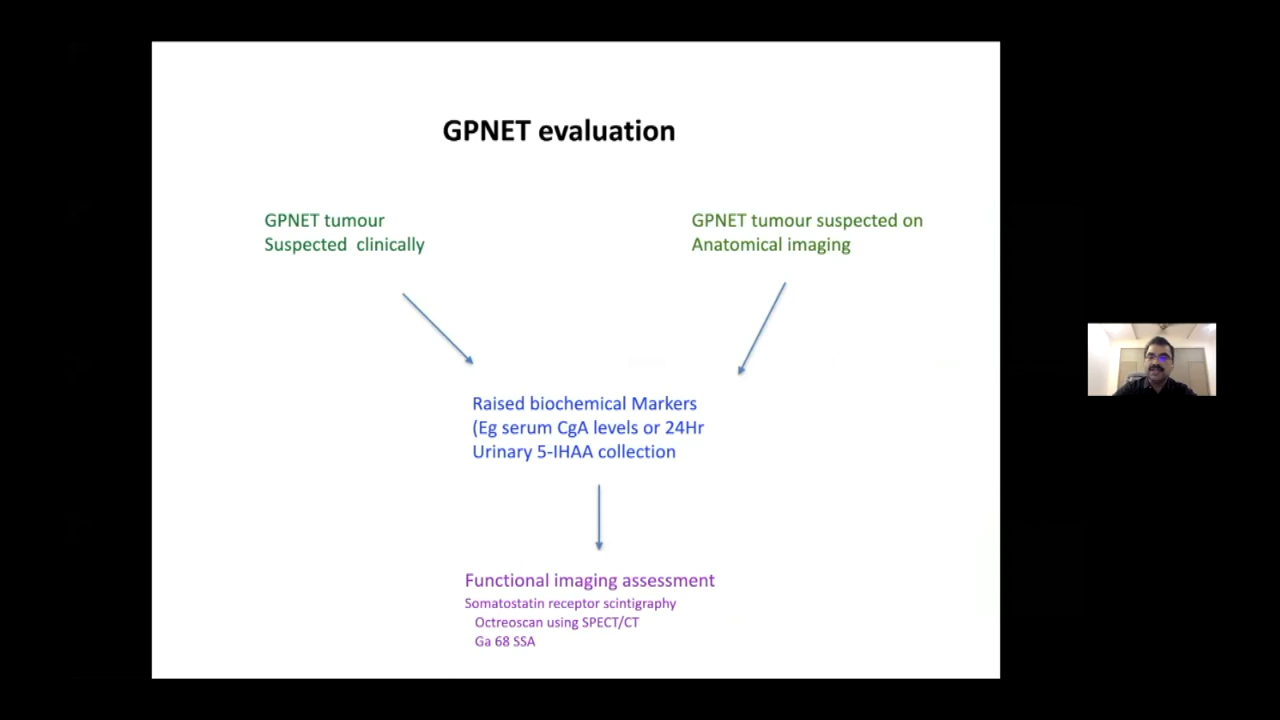 GPNET evaluation
GPNET tumour
Suspected  clinically
GPNET tumour suspected on
Anatomical imaging
Raised biochemical Markers
(Eg serum CgA levels or 24Hr
Urinary 5-IHAA collection
Functional imaging assessment
Somatostatin receptor scintigraphy
Octreoscan using SPECT/CT
Ga 68 SSA